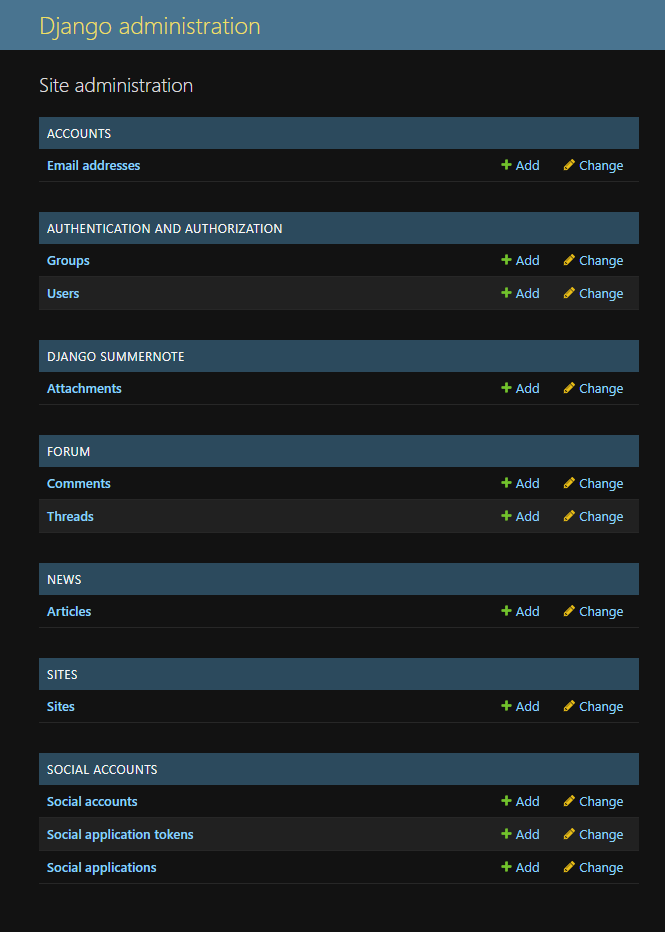 Django administration
Site administration
ACCOUNTS
Email addresses Add Change
AUTHENTICATION AND AUTHORIZATION
Groups Add Change
Users Add Change
DJANGO SUMMERNOTE
Attachments Add Change
FORUM
Comments Add Change
Threads Add Change
NEWS
Articles Add Change
SITES
Sites Add Change
SOCIAL ACCOUNTS
Social accounts Add Change
Social application tokens Add Change
Social applications Add Change